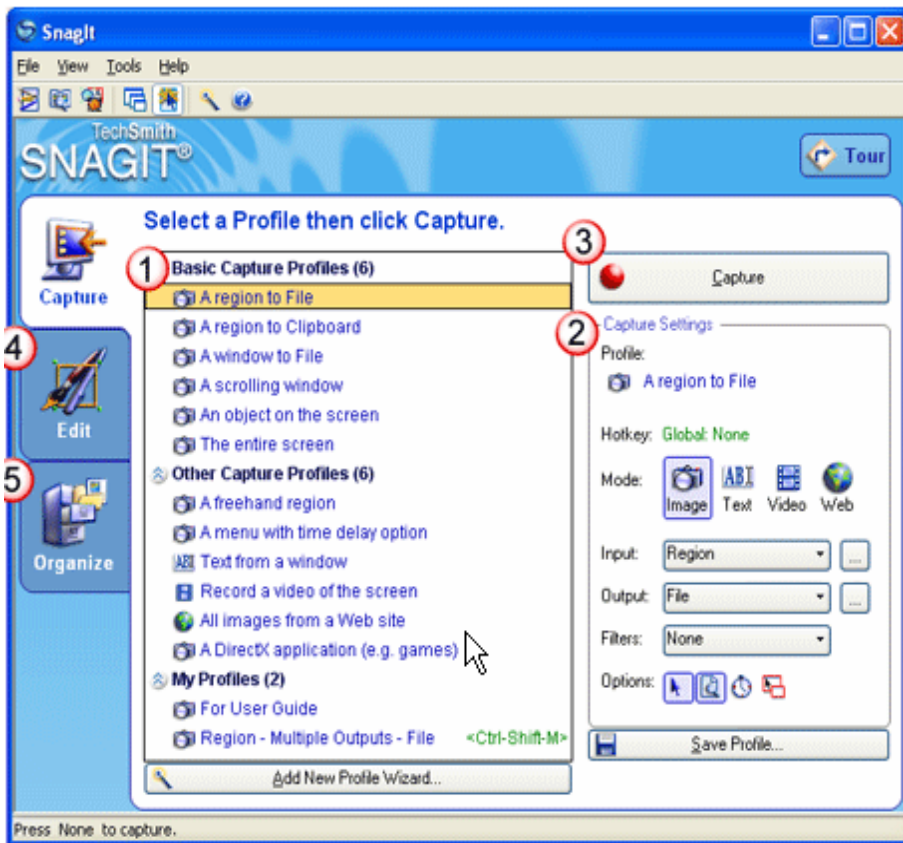 SnagIt
File View Tools Help
TechSmith
SNAGIT®
Tour
Select a Profile then click Capture.
Capture
1
Basic Capture Profiles (6)
A region to File
A region to Clipboard
A window to File
A scrolling window
An object on the screen
The entire screen
Other Capture Profiles (6)
A freehand region
A menu with time delay option
ABI Text from a window
Record a video of the screen
All images from a Web site
A DirectX application (e.g. games)
My Profiles (2)
For User Guide
Region - Multiple Outputs - File <Ctrl-Shift-M>
Add New Profile Wizard...
4
Edit
5
Organize
3
Capture
2
Capture Settings
Profile:
A region to File
Hotkey: Global: None
Mode:
ABI
Image Text Video Web
Input: Region ...
Output: File ...
Filters: None
Options:
Save Profile...
Press None to capture.